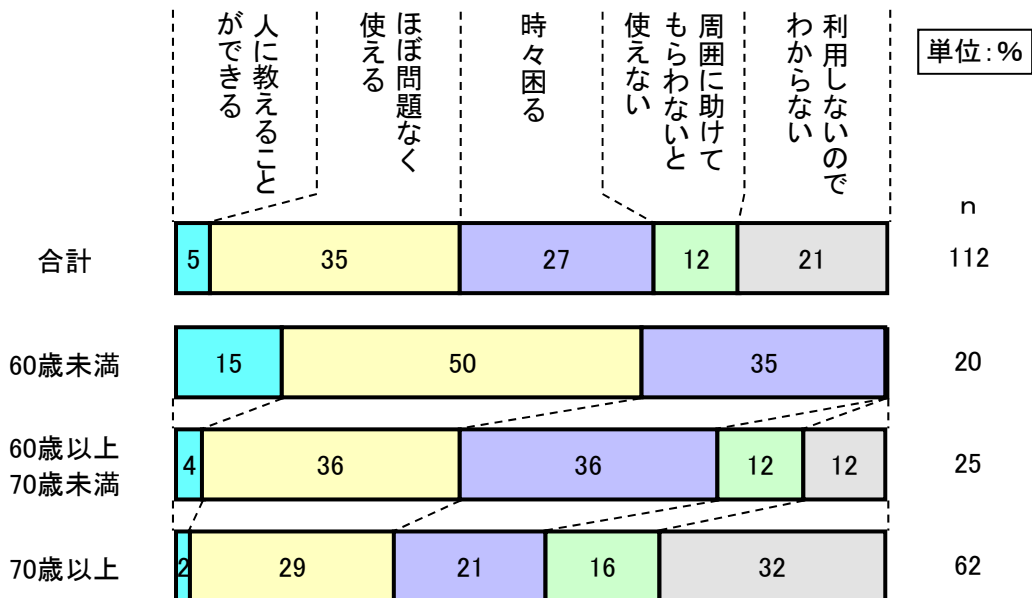 人に教えること
ができる
ほぼ問題なく
使える
時々困る
周囲に助けて
もらわないと
使えない
利用しないので
わからない
単位：%
n
合計
5
35
27
12
21
112
60歳未満
15
50
35
20
60歳以上
70歳未満
4
36
36
12
12
25
70歳以上
2
29
21
16
32
62